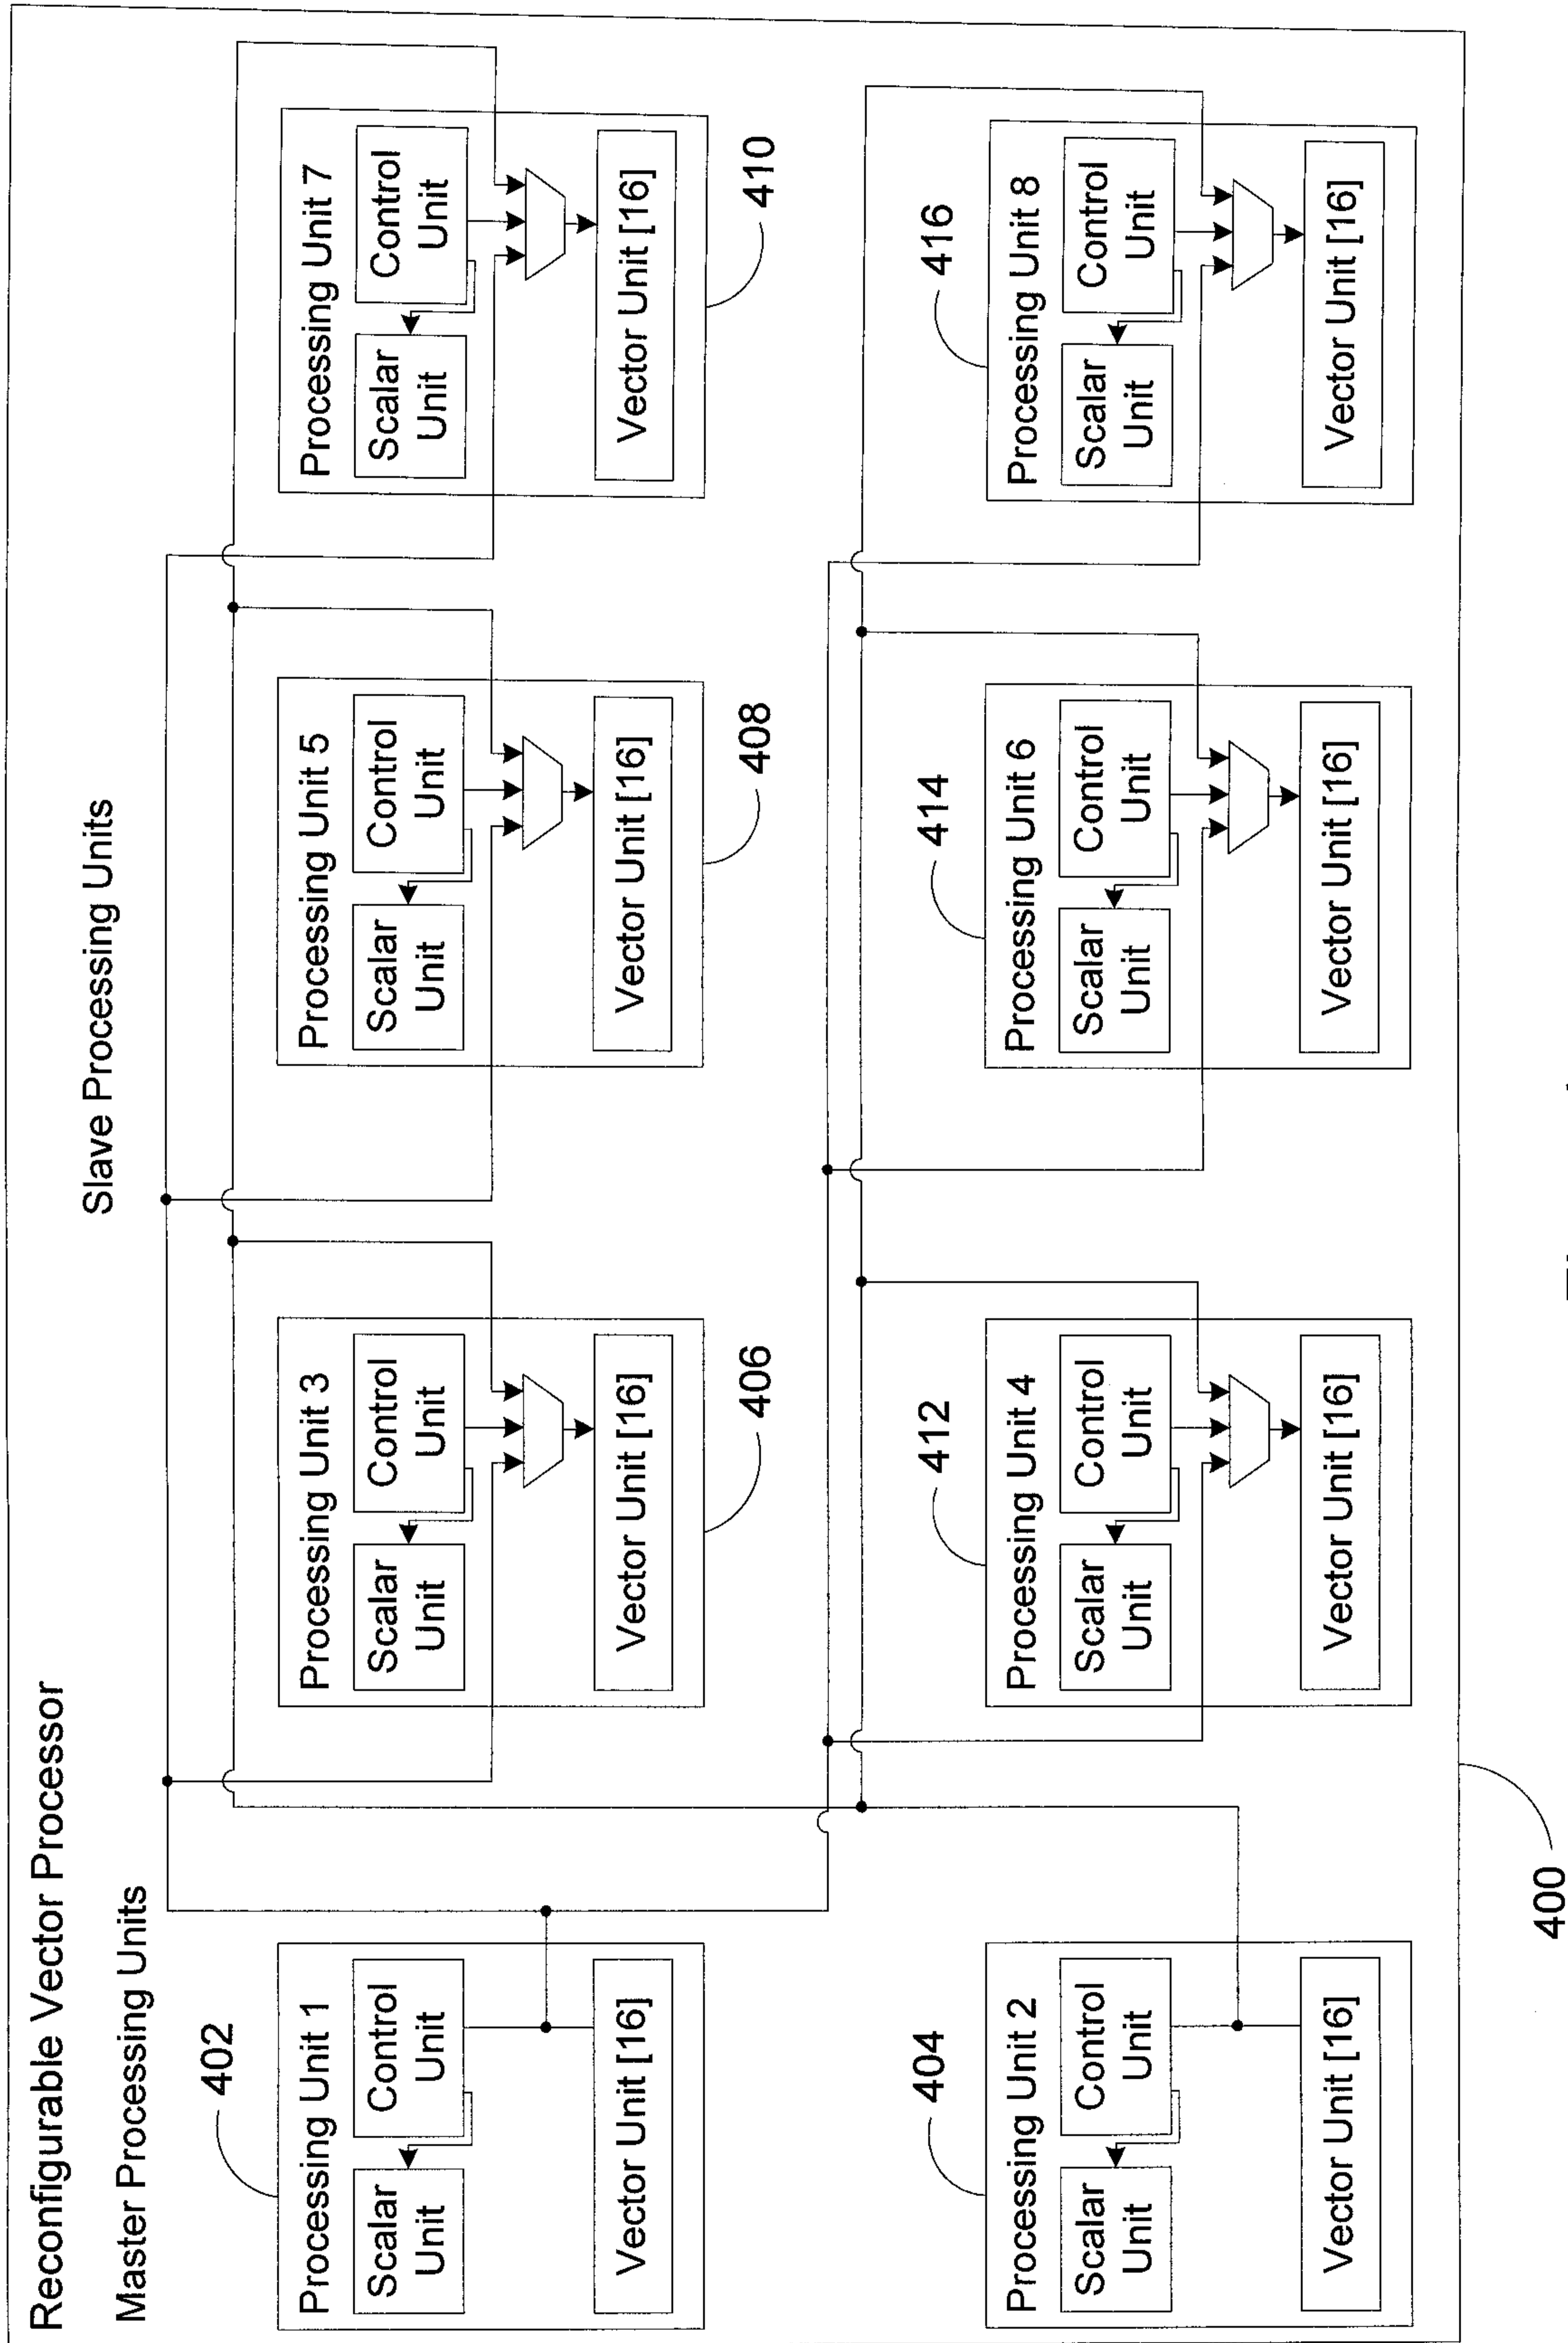 Reconfigurable Vector Processor
Master Processing Units
Slave Processing Units
402
Processing Unit 1
Scalar
Unit
Control
Unit
Vector Unit [16]
Processing Unit 3
Scalar
Unit
Control
Unit
Vector Unit [16]
406
Processing Unit 5
Scalar
Unit
Control
Unit
Vector Unit [16]
408
Processing Unit 7
Scalar
Unit
Control
Unit
Vector Unit [16]
410
404
Processing Unit 2
Scalar
Unit
Control
Unit
Vector Unit [16]
412
Processing Unit 4
Scalar
Unit
Control
Unit
Vector Unit [16]
414
Processing Unit 6
Scalar
Unit
Control
Unit
Vector Unit [16]
416
Processing Unit 8
Scalar
Unit
Control
Unit
Vector Unit [16]
400